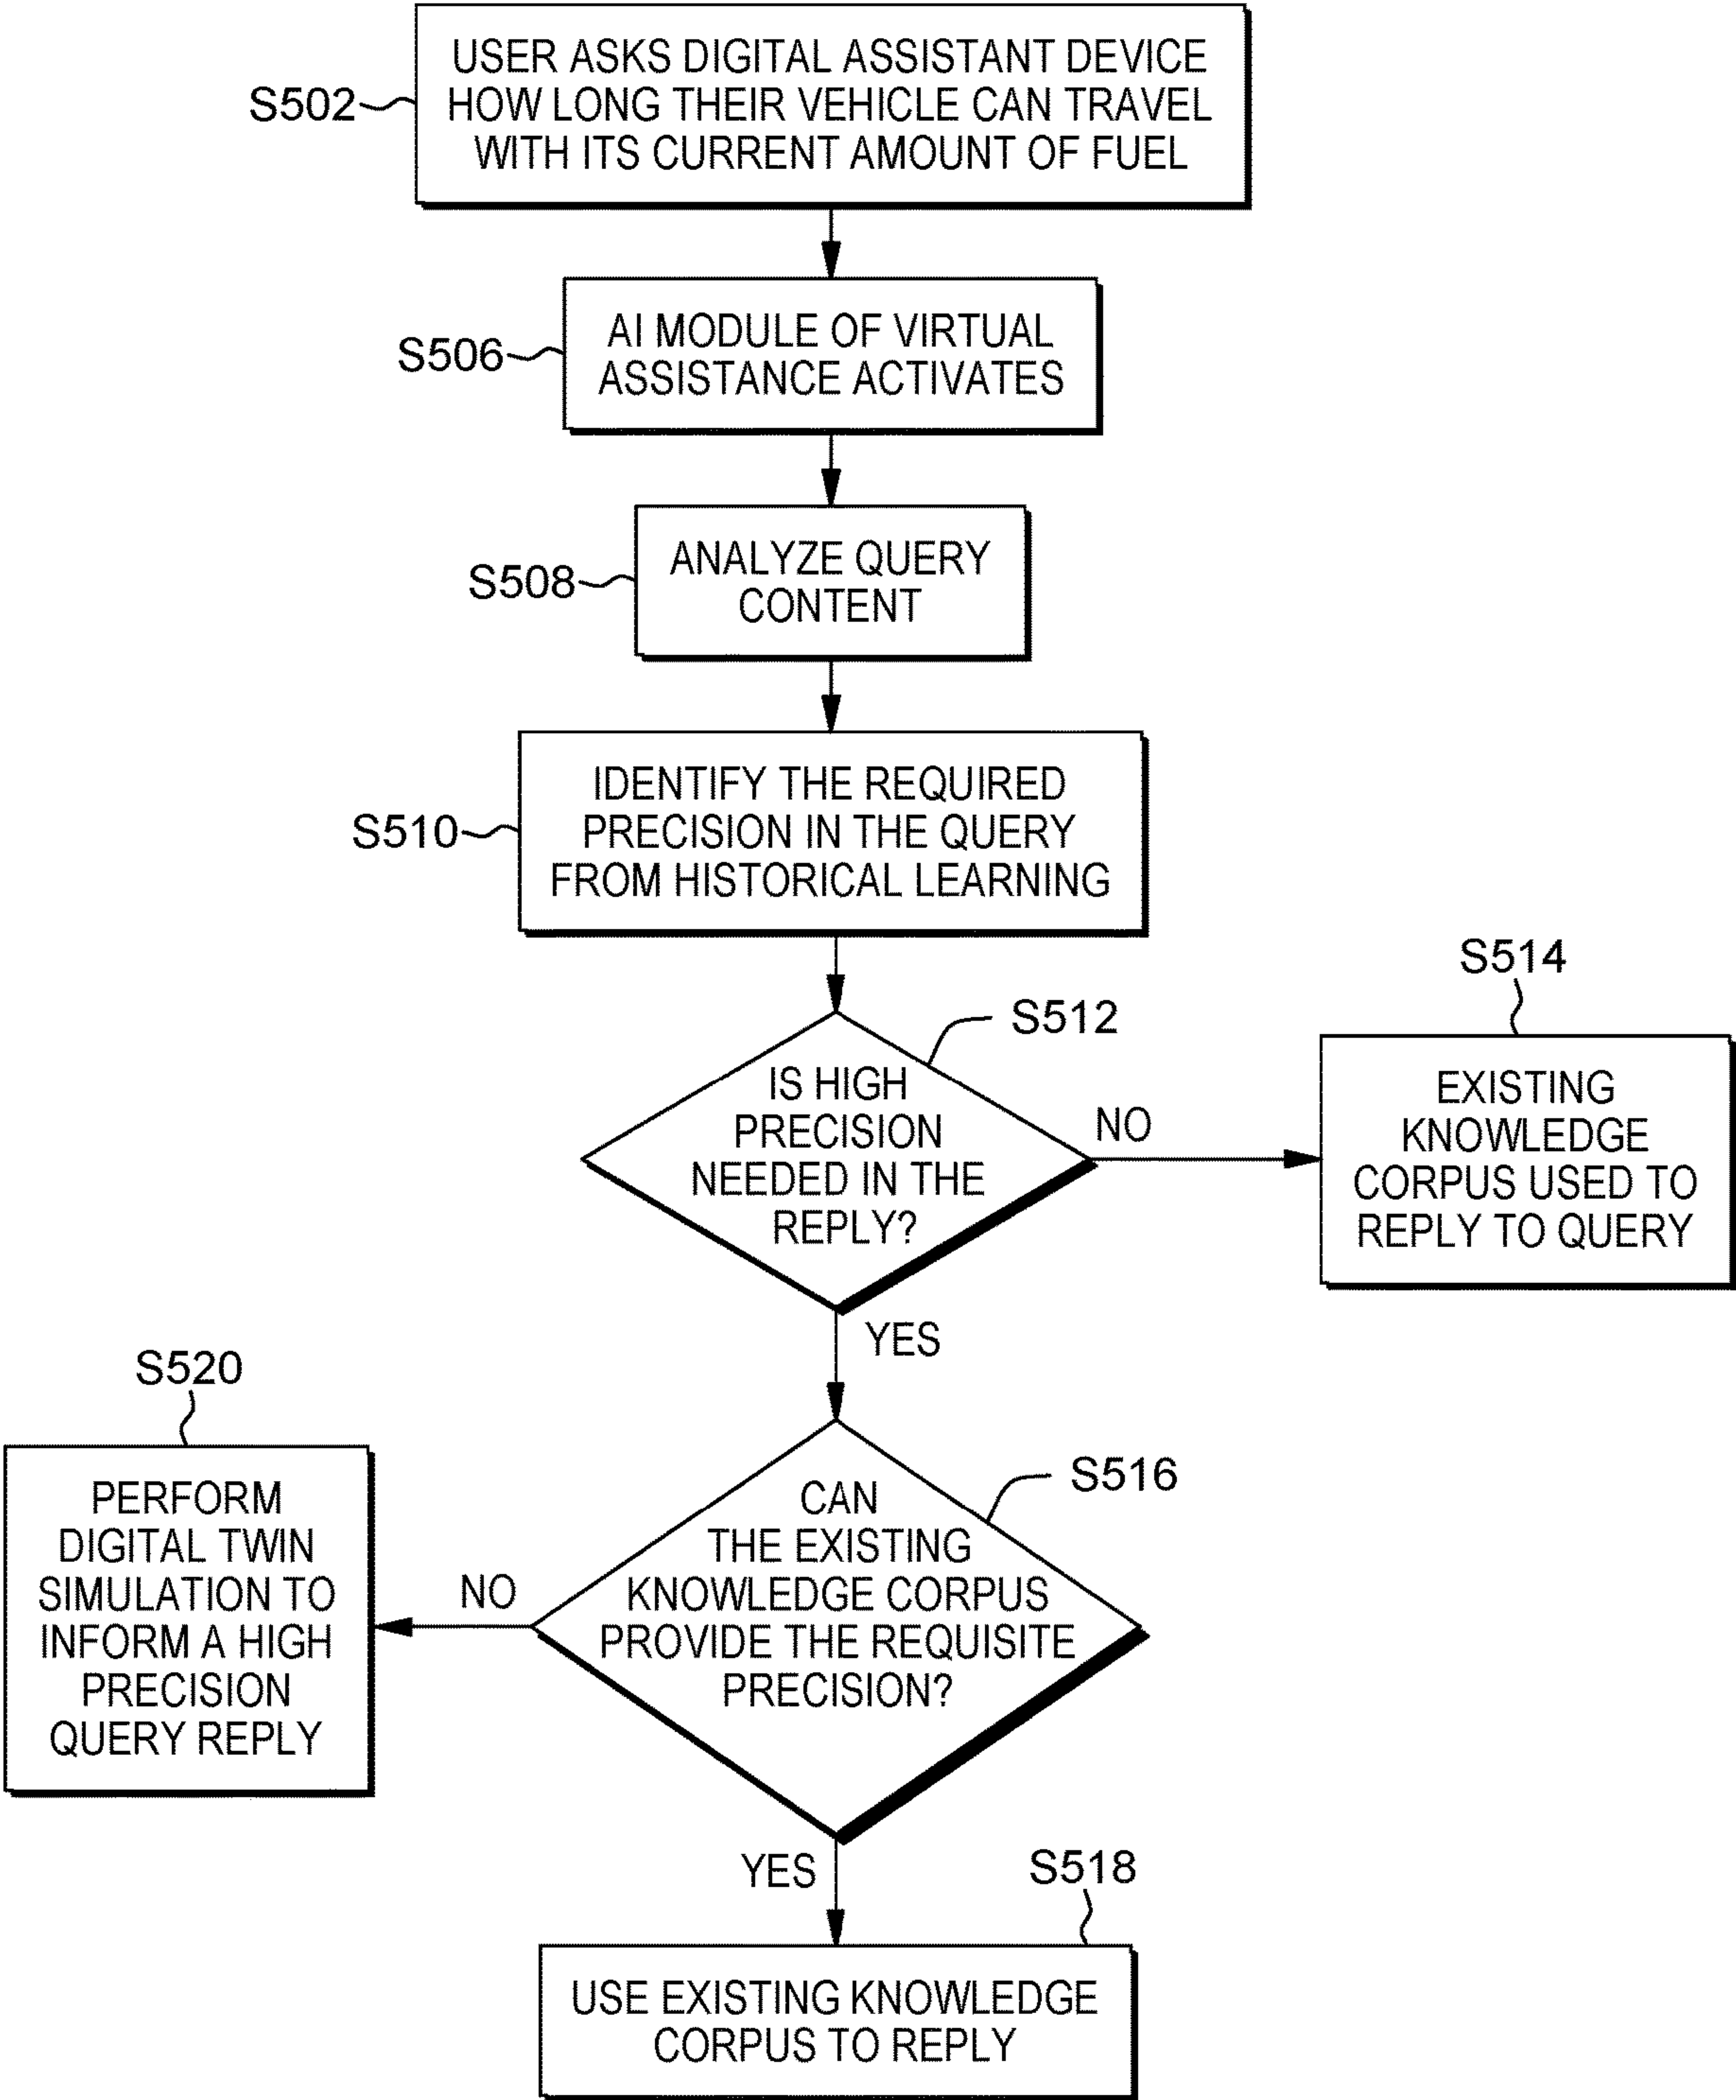 USER ASKS DIGITAL ASSISTANT DEVICE
HOW LONG THEIR VEHICLE CAN TRAVEL
WITH ITS CURRENT AMOUNT OF FUEL
S502
AI MODULE OF VIRTUAL
ASSISTANCE ACTIVATES
S506
ANALYZE QUERY
CONTENT
S508
IDENTIFY THE REQUIRED
PRECISION IN THE QUERY
FROM HISTORICAL LEARNING
S510
S512
IS HIGH
PRECISION
NEEDED IN THE
REPLY?
NO
S514
EXISTING
KNOWLEDGE
CORPUS USED TO
REPLY TO QUERY
YES
S516
CAN
THE EXISTING
KNOWLEDGE CORPUS
PROVIDE THE REQUISITE
PRECISION?
NO
S520
PERFORM
DIGITAL TWIN
SIMULATION TO
INFORM A HIGH
PRECISION
QUERY REPLY
YES
S518
USE EXISTING KNOWLEDGE
CORPUS TO REPLY